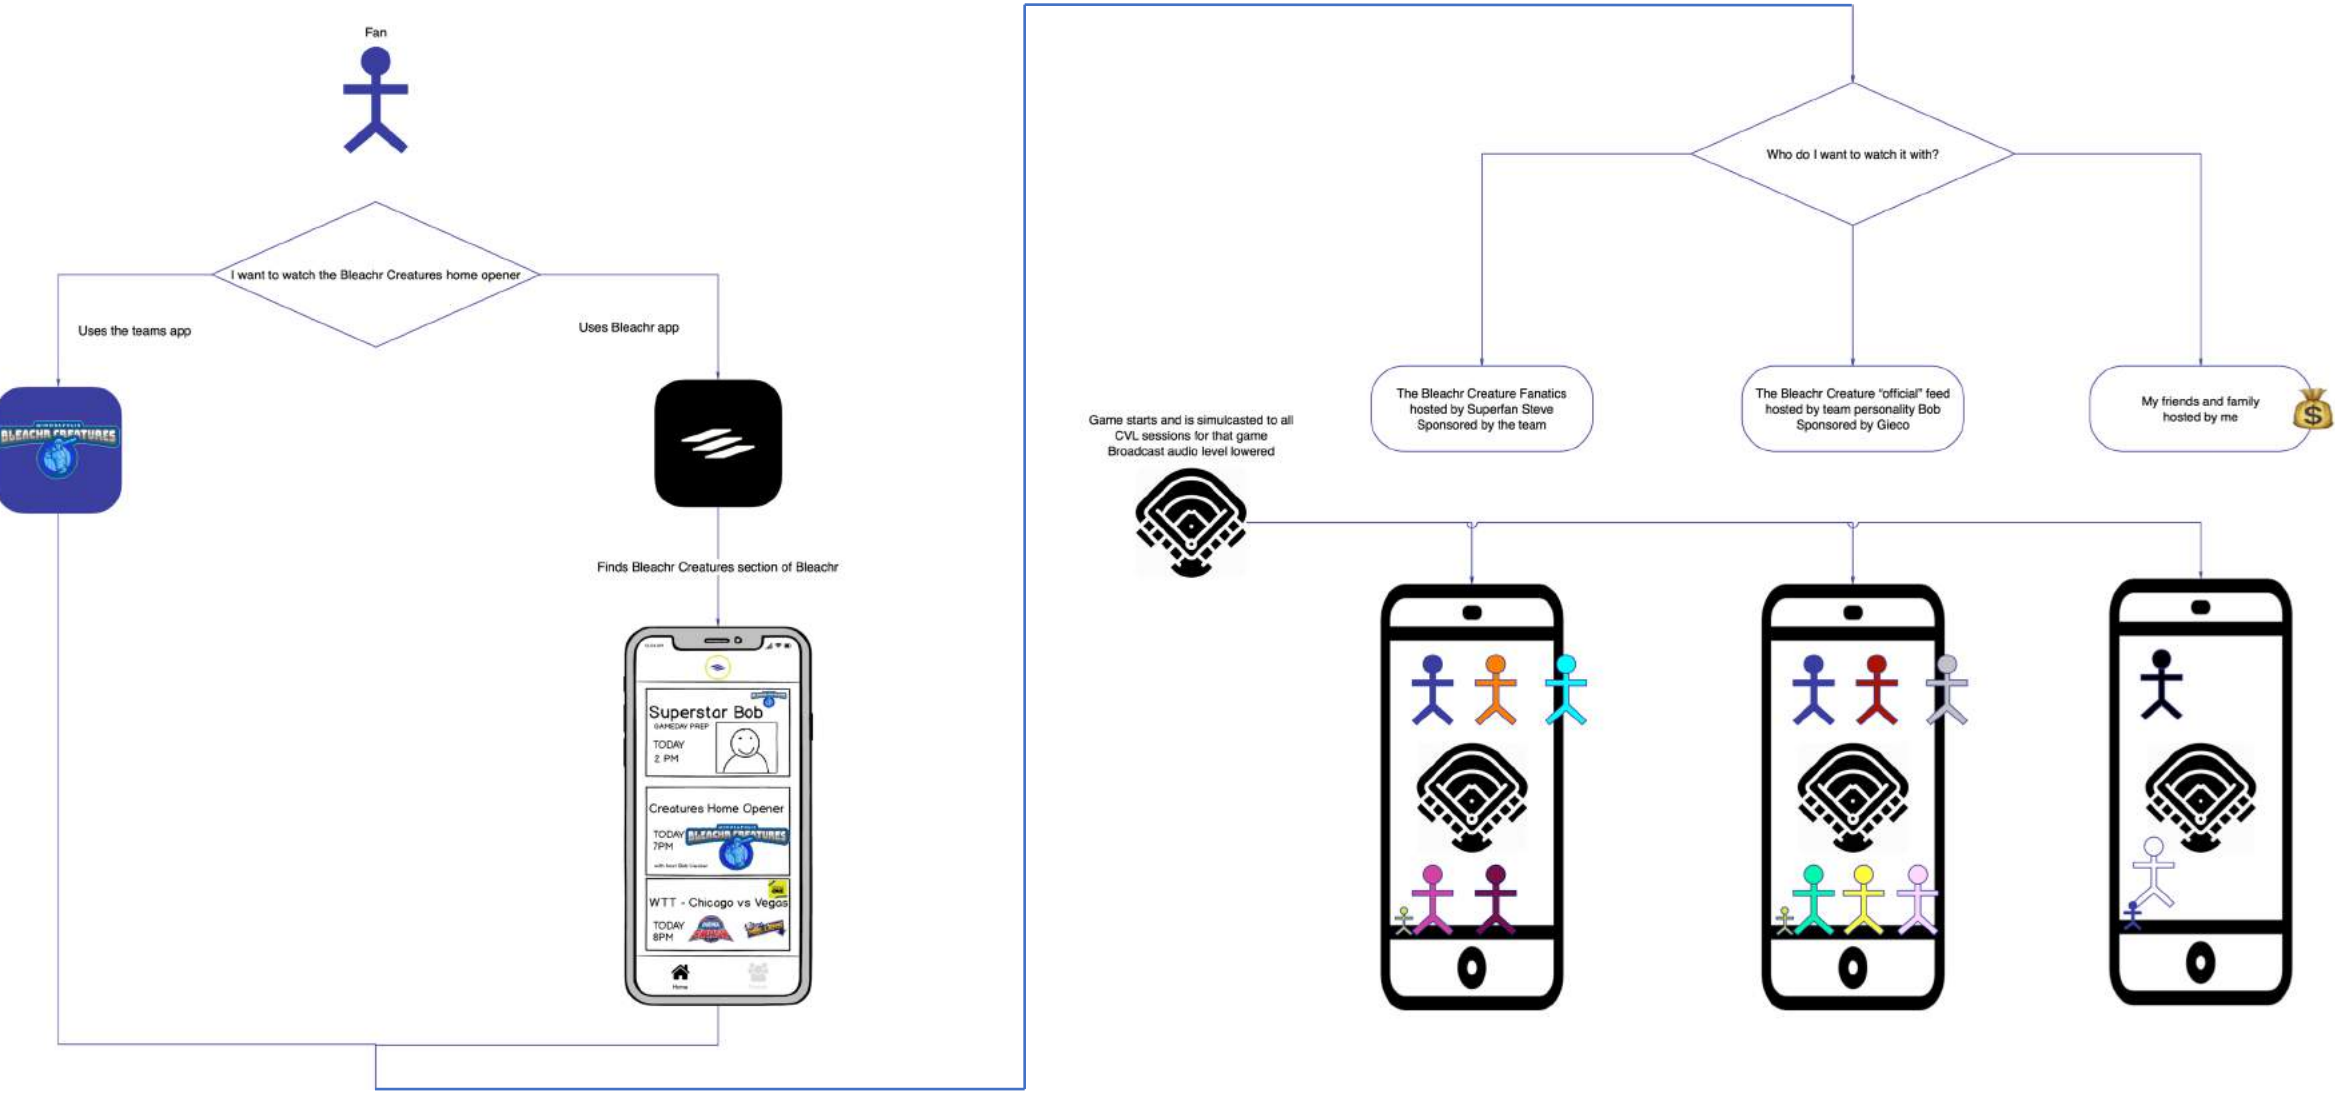 Fan
I want to watch the Bleachr Creatures home opener
Uses the teams app
Uses Bleachr app
MINNEAPOLIS
BLEACHR CREATURES
Finds Bleachr Creatures section of Bleachr
Superstar Bob
GAMEDAY PREP
TODAY
2 PM
Creatures Home Opener
TODAY
7PM
MINNEAPOLIS
BLEACHR CREATURES
WTT - Chicago vs Vegas
TODAY
8PM
Home
Who do I want to watch it with?
The Bleachr Creature Fanatics
hosted by Superfan Steve
Sponsored by the team
The Bleachr Creature “official” feed
hosted by team personality Bob
Sponsored by Gieco
My friends and family
hosted by me
$
Game starts and is simulcasted to all
CVL sessions for that game
Broadcast audio level lowered